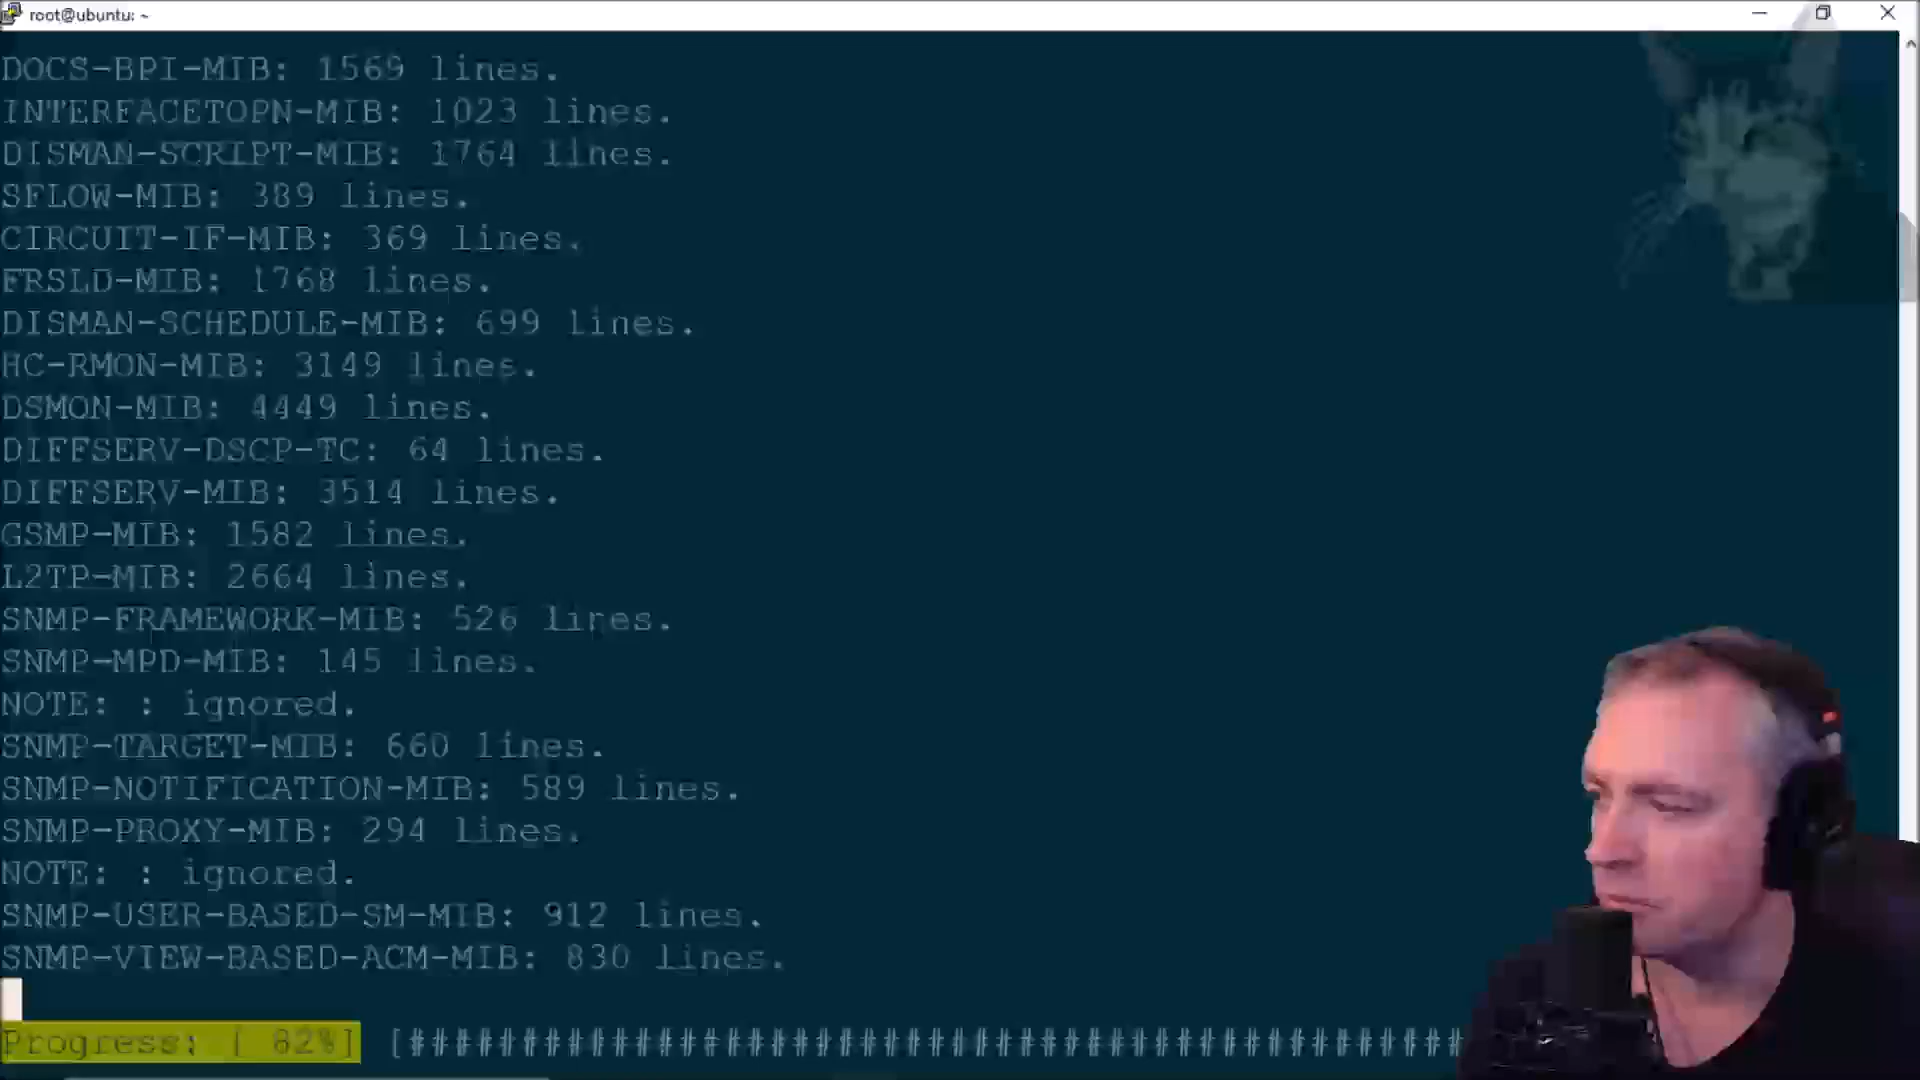 root@ubuntu: ~
DOCS-BPI-MIB: 1569 lines.
INTERFACETOPN-MIB: 1023 lines.
DISMAN-SCRIPT-MIB: 1764 lines.
SFLOW-MIB: 389 lines.
CIRCUIT-IF-MIB: 369 lines.
FRSLD-MIB: 1768 lines.
DISMAN-SCHEDULE-MIB: 699 lines.
HC-RMON-MIB: 3149 lines.
DSMON-MIB: 4449 lines.
DIFFSERV-DSCP-TC: 64 lines.
DIFFSERV-MIB: 3514 lines.
GSMP-MIB: 1582 lines.
L2TP-MIB: 2664 lines.
SNMP-FRAMEWORK-MIB: 526 lines.
SNMP-MPD-MIB: 145 lines.
NOTE: : ignored.
SNMP-TARGET-MIB: 660 lines.
SNMP-NOTIFICATION-MIB: 589 lines.
SNMP-PROXY-MIB: 294 lines.
NOTE: : ignored.
SNMP-USER-BASED-SM-MIB: 912 lines.
SNMP-VIEW-BASED-ACM-MIB: 830 lines.
Progress: [ 82%] [###############################################